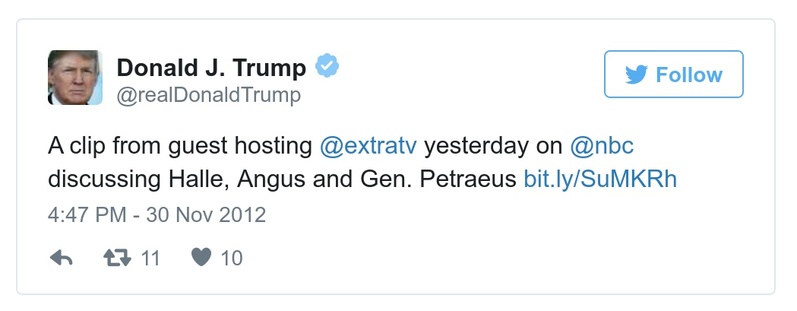 Donald J. Trump
@realDonaldTrump
Follow
A clip from guest hosting @extratv yesterday on @nbc
discussing Halle, Angus and Gen. Petraeus bit.ly/SuMKRh
4:47 PM - 30 Nov 2012
11 10